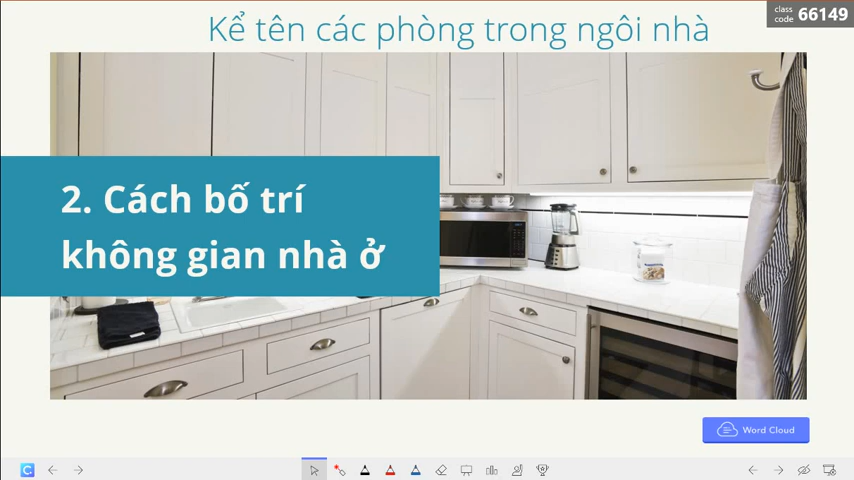 Kể tên các phòng trong ngôi nhà
class code 66149
2. Cách bố trí
không gian nhà ở
Word Cloud